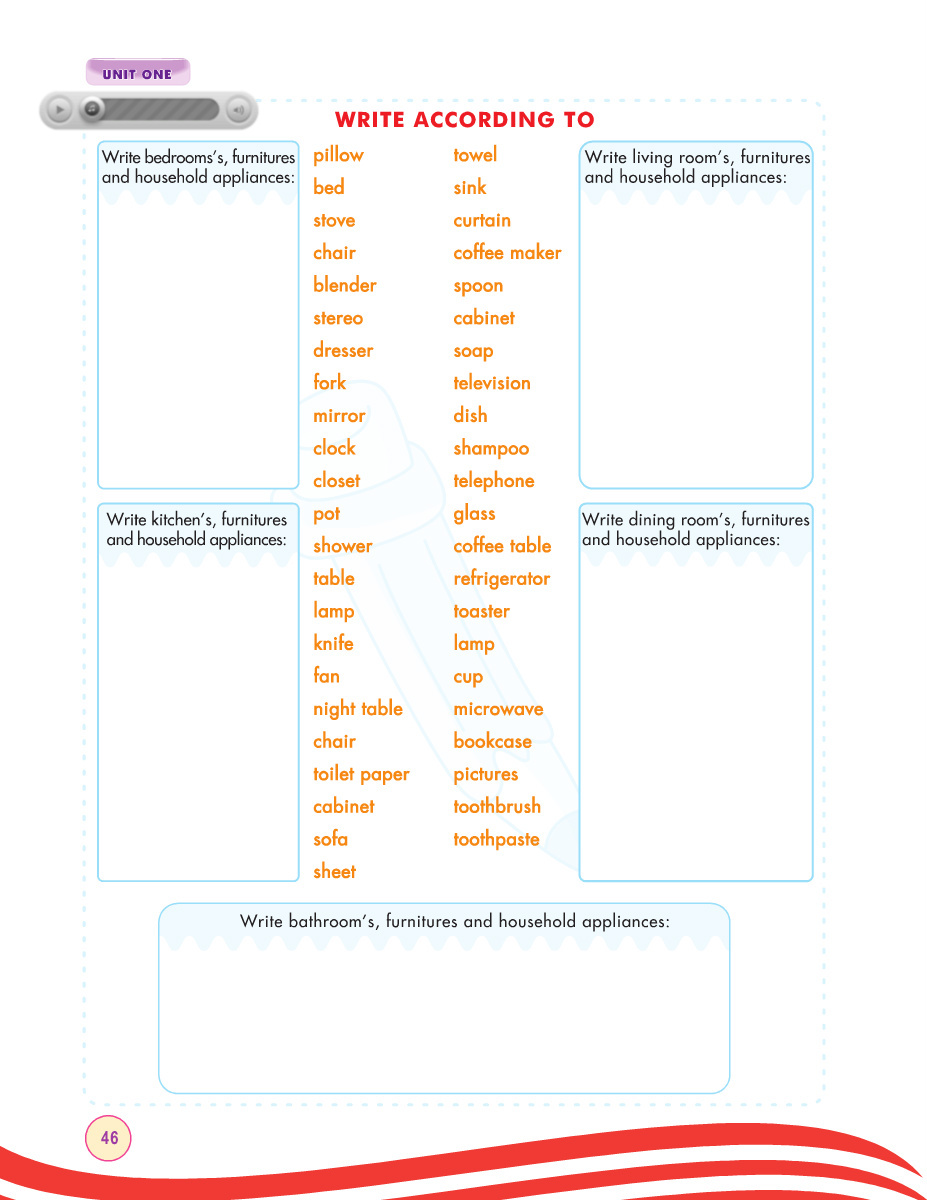 UNIT ONE
WRITE ACCORDING TO
Write bedrooms's, furnitures
and household appliances:
pillow
bed
stove
chair
blender
stereo
dresser
fork
mirror
clock
closet
pot
shower
table
lamp
knife
fan
night table
chair
toilet paper
cabinet
sofa
sheet
towel
sink
curtain
coffee maker
spoon
cabinet
soap
television
dish
shampoo
telephone
glass
coffee table
refrigerator
toaster
lamp
cup
microwave
bookcase
pictures
toothbrush
toothpaste
Write living room's, furnitures
and household appliances:
Write kitchen's, furnitures
and household appliances:
Write dining room's, furnitures
and household appliances:
Write bathroom's, furnitures and household appliances:
46